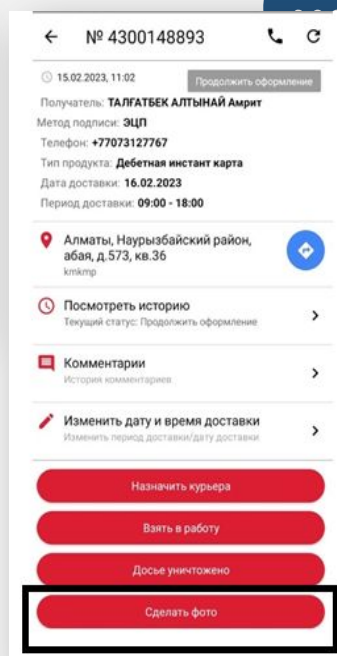 № 4300148893
15.02.2023, 11:02
Продолжить оформление
Получатель: ТАЛҒАТБЕК АЛТЫНАЙ Амрит
Метод подписи: ЭЦП
Телефон: +77073127767
Тип продукта: Дебетная инстант карта
Дата доставки: 16.02.2023
Период доставки: 09:00 - 18:00
Алматы, Наурызбайский район,
абая, д.573, кв.36
kmkmp
Посмотреть историю
Текущий статус: Продолжить оформление
Комментарии
История комментариев
Изменить дату и время доставки
Изменить период доставки/дату доставки
Назначить курьера
Взять в работу
Досье уничтожено
Сделать фото